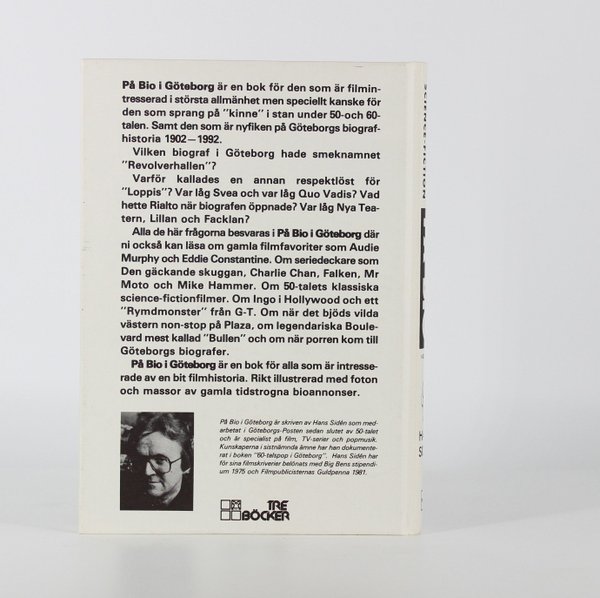 På Bio i Göteborg är en bok för den som är filmin-
tresserad i största allmänhet men speciellt kanske för
den som sprang på "kinne" i stan under 50-och 60-
talen. Samt den som är nyfiken på Göteborgs biograf-
historia 1902—1992.
Vilken biograf i Göteborg hade smeknamnet
"Revolverhallen"?
Varför kallades en annan respektlöst för
"Loppis"? Var låg Svea och var låg Quo Vadis? Vad
hette Rialto när biografen öppnade? Var låg Nya Tea-
tern, Lillan och Facklan?
Alla de här frågorna besvaras i På Bio i Göteborg där
ni också kan läsa om gamla filmfavoriter som Audie
Murphy och Eddie Constantine. Om seriedeckare som
Den gäckande skuggan, Charlie Chan, Falken, Mr
Moto och Mike Hammer. Om 50-talets klassiska
science-fictionfilmer. Om Ingo i Hollywood och ett
"Rymdmonster" från G-T. Om när det bjöds vilda
västern non-stop på Plaza, om legendariska Boule-
vard mest kallad "Bullen" och om när porren kom till
Göteborgs biografer.
På Bio i Göteborg är en bok för alla som är intresse-
rade av en bit filmhistoria. Rikt illustrerad med foton
och massor av gamla tidstrogna bioannonser.
På Bio i Göteborg är skriven av Hans Sidén som med-
arbetat i Göteborgs-Posten sedan slutet av 50-talet
och är specialist på film, TV-serier och popmusik.
Kunskaperna i sistnämnda ämne har han dokumente-
rat i boken "60-talspop i Göteborg". Hans Sidén har
för sina filmskriverier belönats med Big Bens stipendi-
um 1975 och Filmpublicisternas Guldpenna 1981.
TRE
BÖCKER